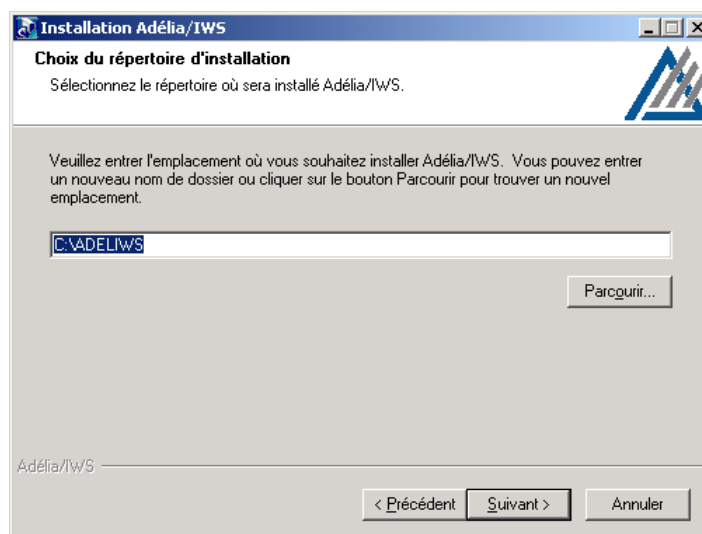 Installation Adélia/IWS
Choix du répertoire d'installation
Sélectionnez le répertoire où sera installé Adélia/IWS.
Veuillez entrer l'emplacement où vous souhaitez installer Adélia/IWS. Vous pouvez entrer
un nouveau nom de dossier ou cliquer sur le bouton Parcourir pour trouver un nouvel
emplacement.
C:\ADELIWS
Parcourir...
Adélia/IWS
< Précédent
Suivant >
Annuler